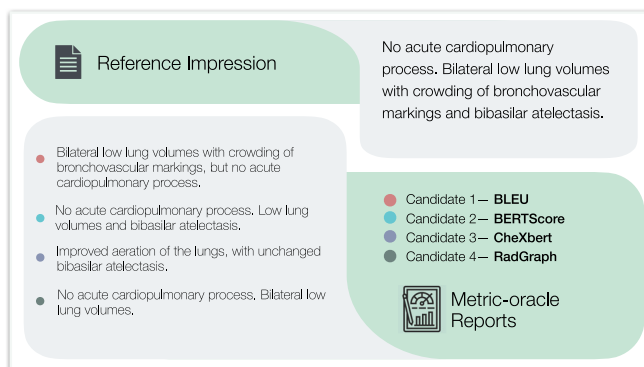 Reference Impression
No acute cardiopulmonary
process. Bilateral low lung volumes
with crowding of bronchovascular
markings and bibasilar atelectasis.
Bilateral low lung volumes with crowding of
bronchovascular markings, but no acute
cardiopulmonary process.
No acute cardiopulmonary process. Low lung
volumes and bibasilar atelectasis.
Improved aeration of the lungs, with unchanged
bibasilar atelectasis.
No acute cardiopulmonary process, Bilateral low
lung volumes.
Candidate 1— BLEU
Candidate 2— BERTScore
Candidate 3— CheXbert
Candidate 4— RadGraph
Metric-oracle
Reports